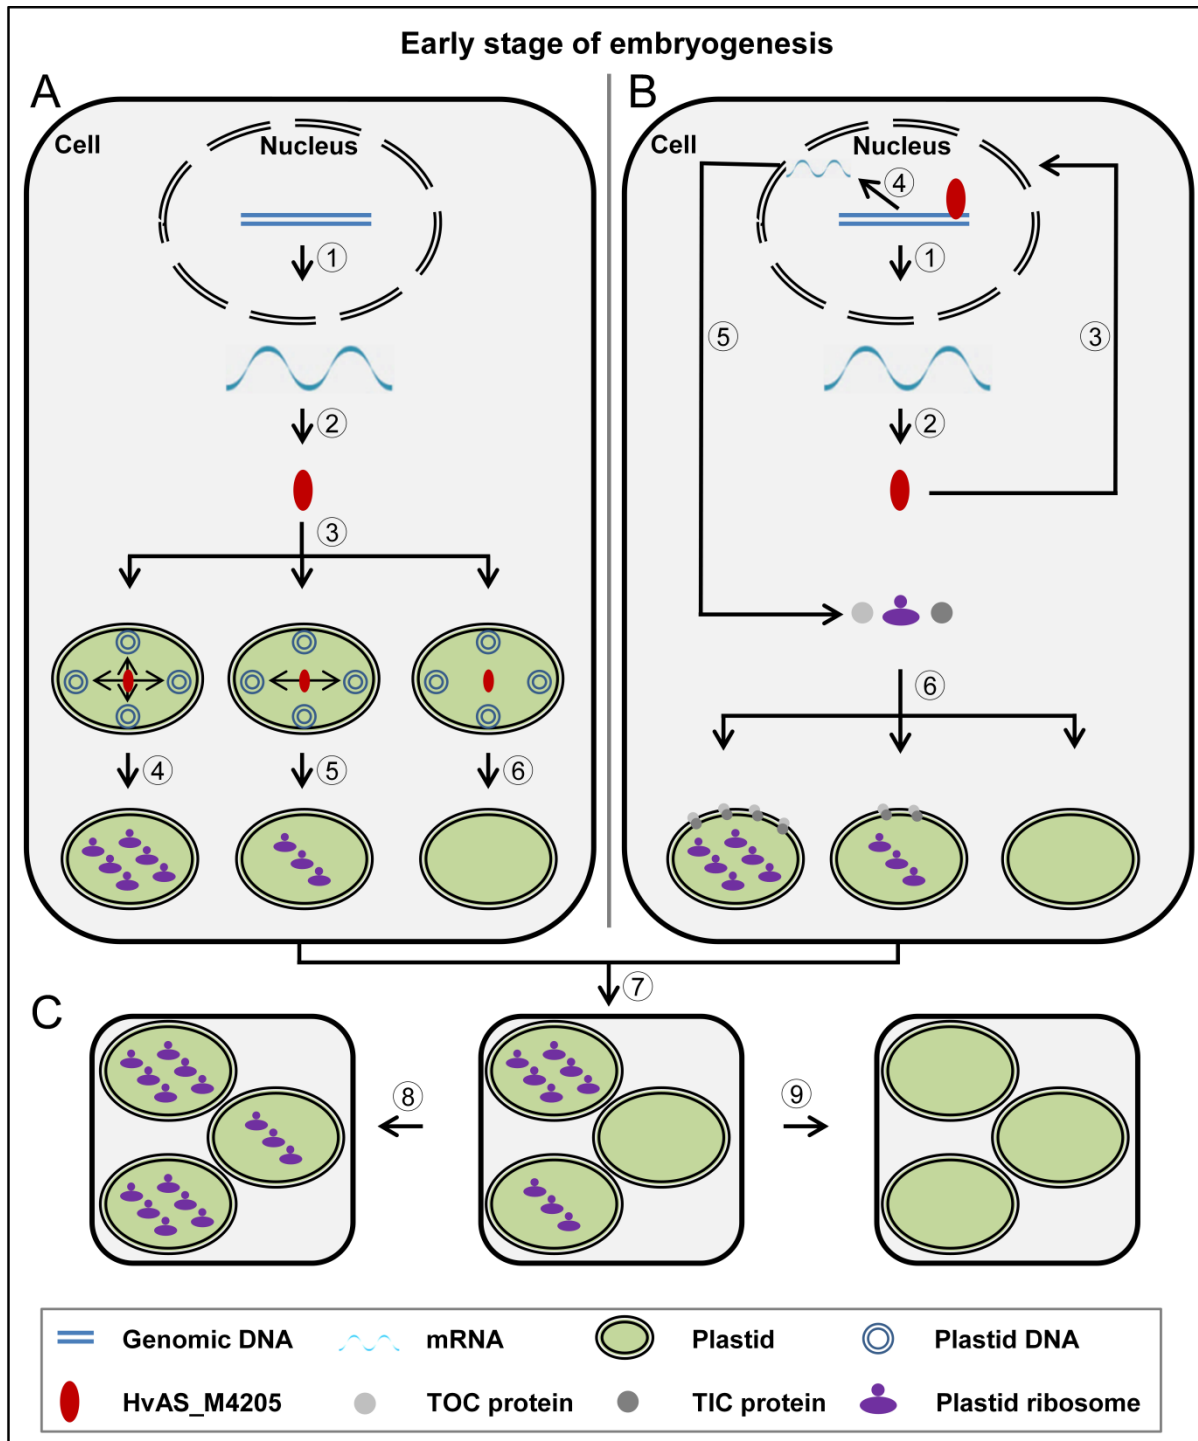 Early stage of embryogenesis
A
B
Cell
Nucleus
①
②
③
④
⑤
⑥
Cell
Nucleus
④
①
⑤
③
②
⑥
⑦
C
⑧
⑨
Genomic DNA
mRNA
Plastid
Plastid DNA
HvAS_M4205
TOC protein
TIC protein
Plastid ribosome